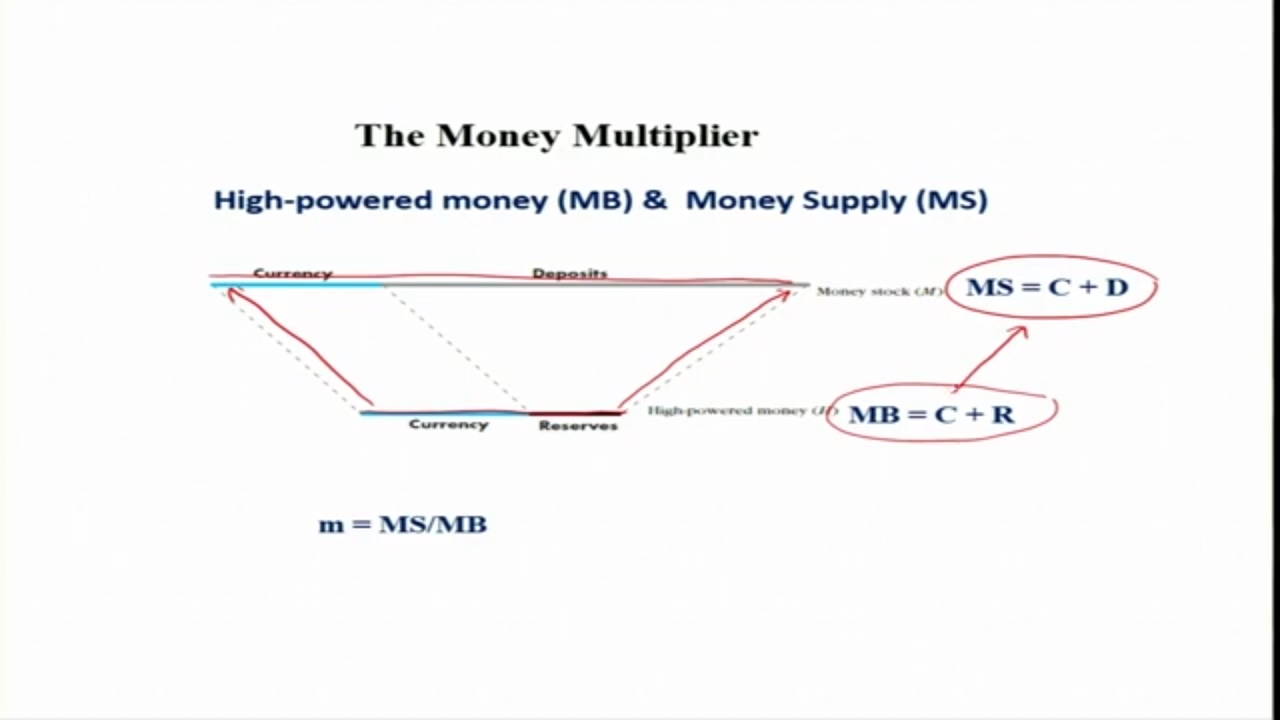 The Money Multiplier
High-powered money (MB) & Money Supply (MS)
Currency Deposits
Money stock (M) MS = C + D
High-powered money ( ) MB = C + R
Currency Reserves
m = MS/MB